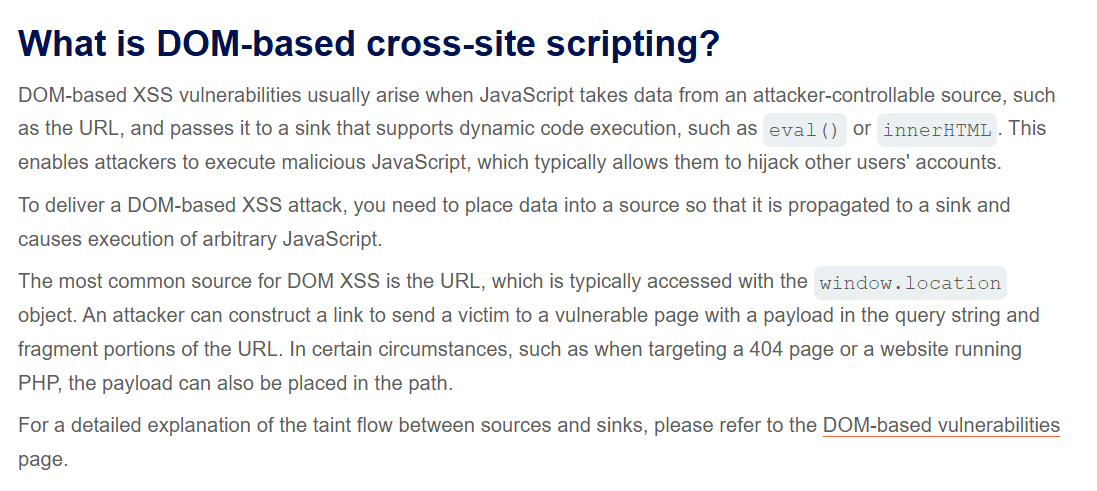 What is DOM-based cross-site scripting?
DOM-based XSS vulnerabilities usually arise when JavaScript takes data from an attacker-controllable source, such
as the URL, and passes it to a sink that supports dynamic code execution, such as eval() or innerHTML. This
enables attackers to execute malicious JavaScript, which typically allows them to hijack other users' accounts.
To deliver a DOM-based XSS attack, you need to place data into a source so that it is propagated to a sink and
causes execution of arbitrary JavaScript.
The most common source for DOM XSS is the URL, which is typically accessed with the window.location
object. An attacker can construct a link to send a victim to a vulnerable page with a payload in the query string and
fragment portions of the URL. In certain circumstances, such as when targeting a 404 page or a website running
PHP, the payload can also be placed in the path.
For a detailed explanation of the taint flow between sources and sinks, please refer to the DOM-based vulnerabilities
page.